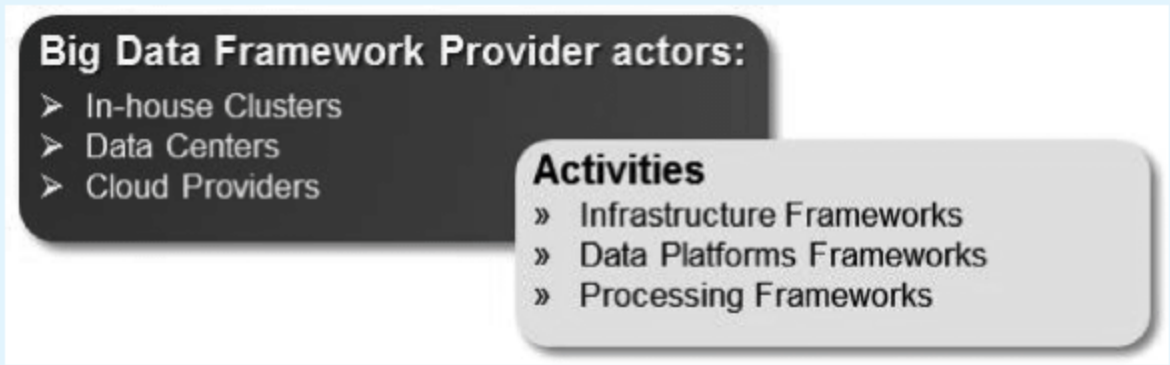 Big Data Framework Provider actors:
➢ In-house Clusters
➢ Data Centers
➢ Cloud Providers
Activities
» Infrastructure Frameworks
» Data Platforms Frameworks
» Processing Frameworks